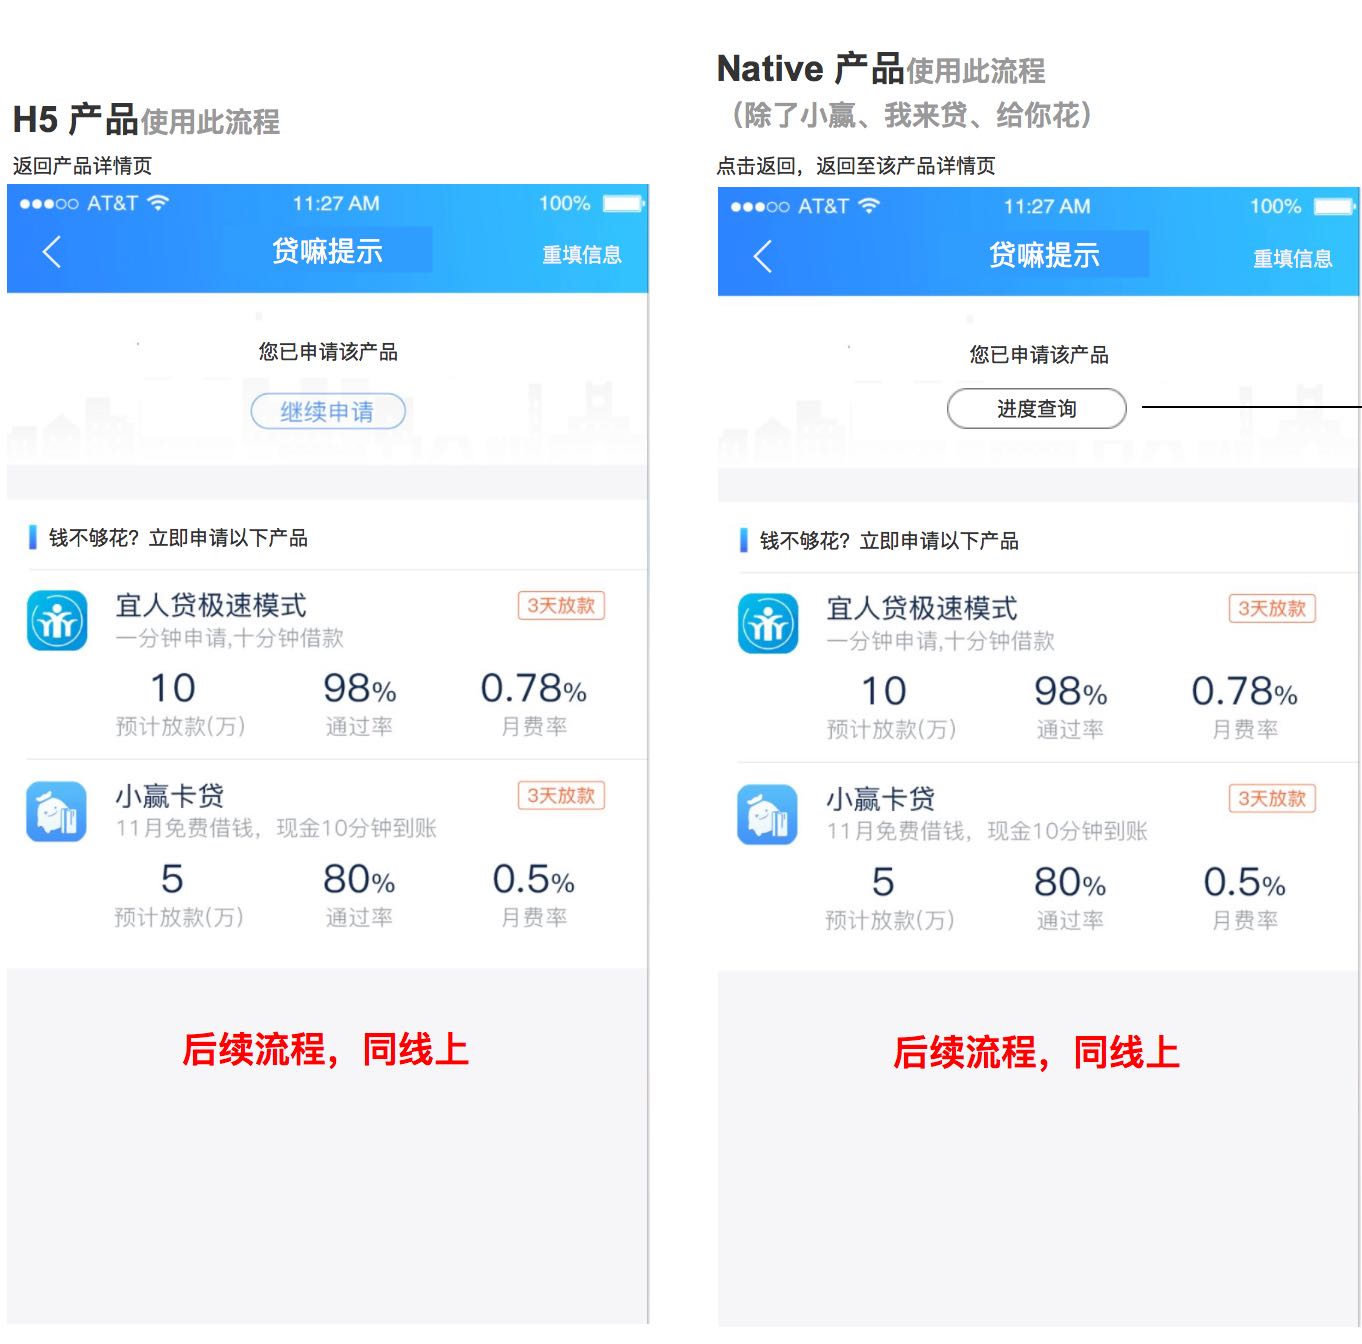 H5 产品使用此流程
返回产品详情页
AT&T 11:27 AM 100%
贷嘛提示 重填信息
您已申请该产品
继续申请
钱不够花？立即申请以下产品
宜人贷极速模式 3天放款
一分钟申请,十分钟借款
10 98% 0.78%
预计放款(万) 通过率 月费率
小赢卡贷 3天放款
11月免费借钱，现金10分钟到账
5 80% 0.5%
预计放款(万) 通过率 月费率
后续流程，同线上
Native 产品使用此流程
（除了小赢、我来贷、给你花）
点击返回，返回至该产品详情页
AT&T 11:27 AM 100%
贷嘛提示 重填信息
您已申请该产品
进度查询
钱不够花？立即申请以下产品
宜人贷极速模式 3天放款
一分钟申请,十分钟借款
10 98% 0.78%
预计放款(万) 通过率 月费率
小赢卡贷 3天放款
11月免费借钱，现金10分钟到账
5 80% 0.5%
预计放款(万) 通过率 月费率
后续流程，同线上